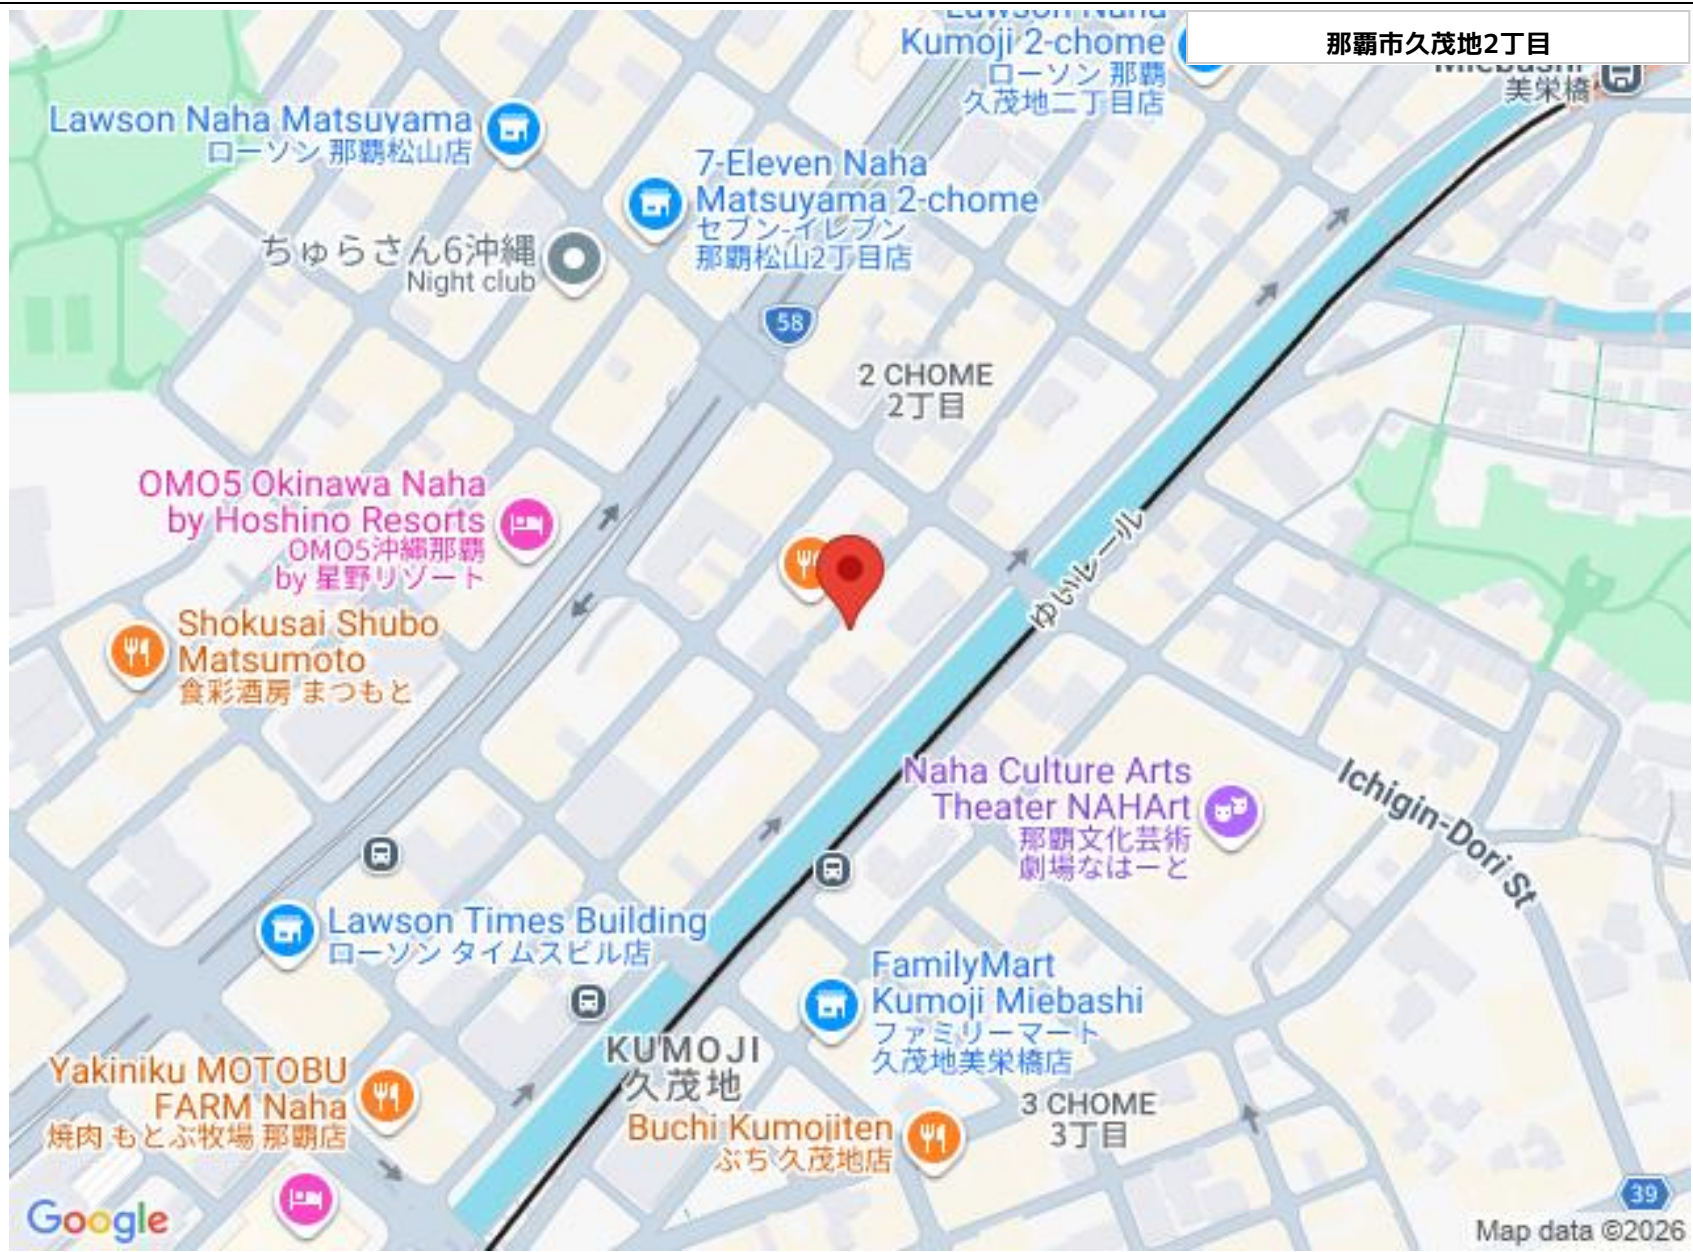 那覇市久茂地2丁目
Lawson Naha
Kumoji 2-chome
ローソン 那覇
久茂地二丁目店
Miebashi
美栄橋
Lawson Naha Matsuyama
ローソン 那覇松山店
7-Eleven Naha
Matsuyama 2-chome
セブン-イレブン
那覇松山2丁目店
ちゅらさん6沖縄
Night club
58
2 CHOME
2丁目
OMO5 Okinawa Naha
by Hoshino Resorts
OMO5沖縄那覇
by 星野リゾート
ゆいレール
Shokusai Shubo
Matsumoto
食彩酒房 まつもと
Naha Culture Arts
Theater NAHArt
那覇文化芸術
劇場なはーと
Ichigin-Dori St
Lawson Times Building
ローソン タイムスビル店
FamilyMart
Kumoji Miebashi
ファミリーマート
久茂地美栄橋店
KUMOJI
久茂地
Yakiniku MOTOBU
FARM Naha
焼肉 もとぶ牧場 那覇店
3 CHOME
3丁目
Buchi Kumojiten
ぶち 久茂地店
39
Google
Map data ©2026